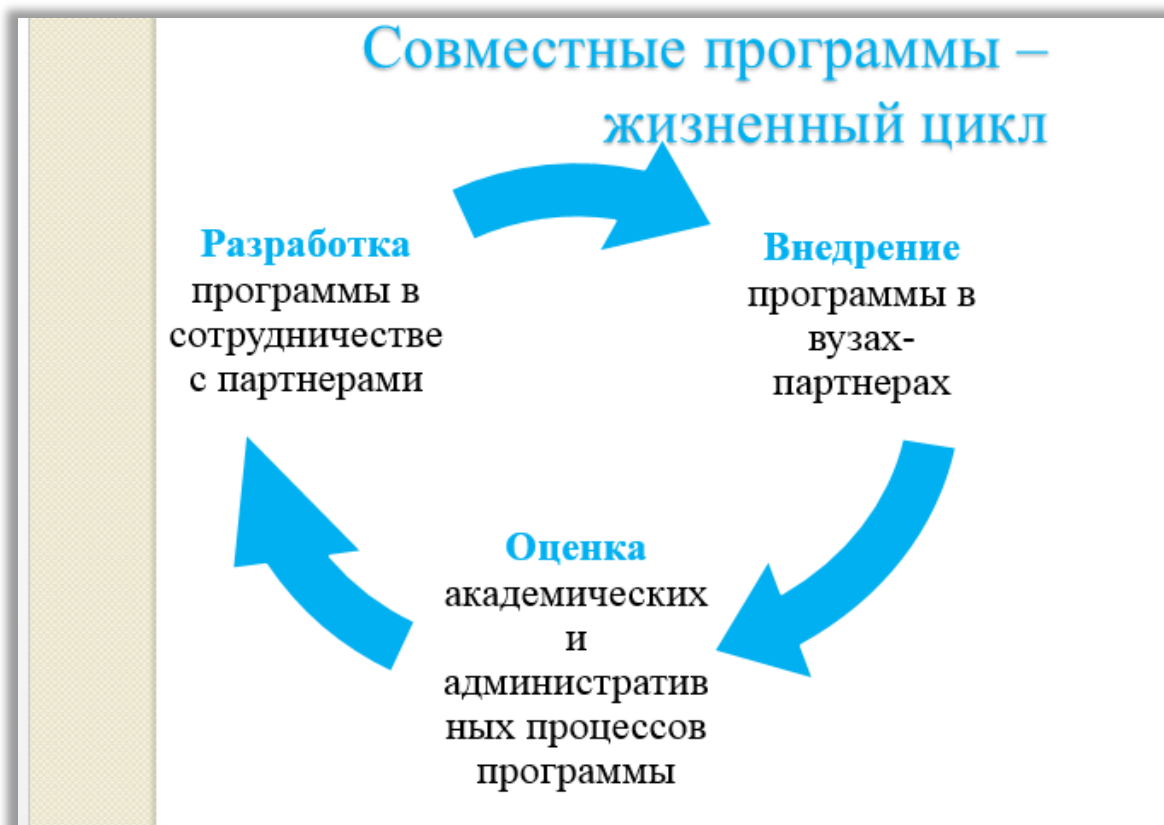 Совместные программы –
жизненный цикл
Разработка
программы в
сотрудничестве
с партнерами
Внедрение
программы в
вузах-
партнерах
Оценка
академических
и
административ
ных процессов
программы